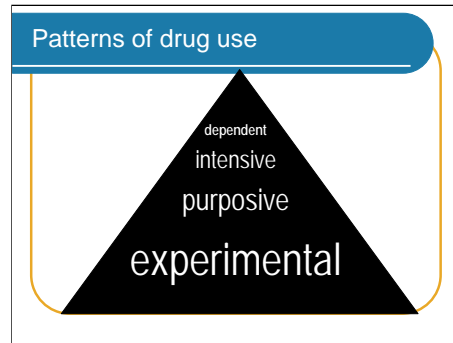 Patterns of drug use
dependent
intensive
purposive
experimental